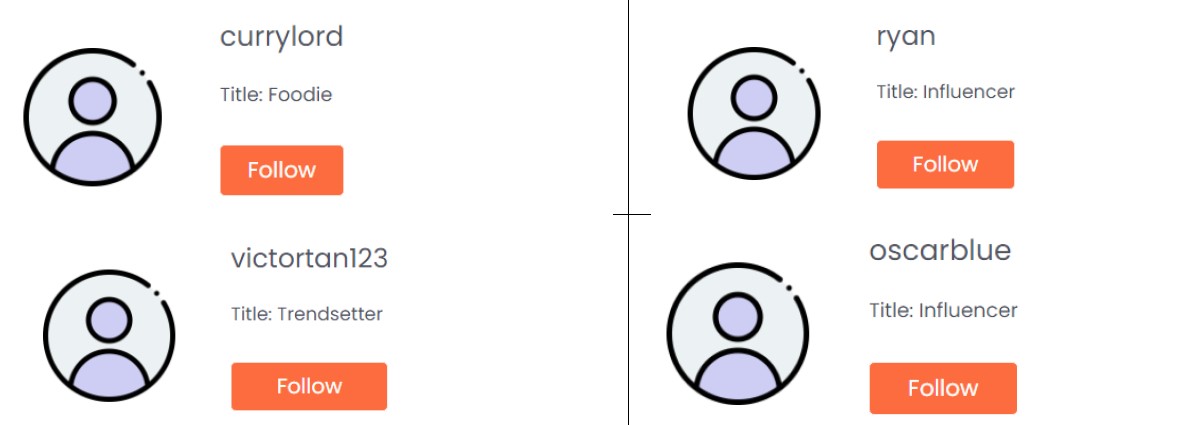 currylord
Title: Foodie
Follow
ryan
Title: Influencer
Follow
victortan123
Title: Trendsetter
Follow
oscarblue
Title: Influencer
Follow